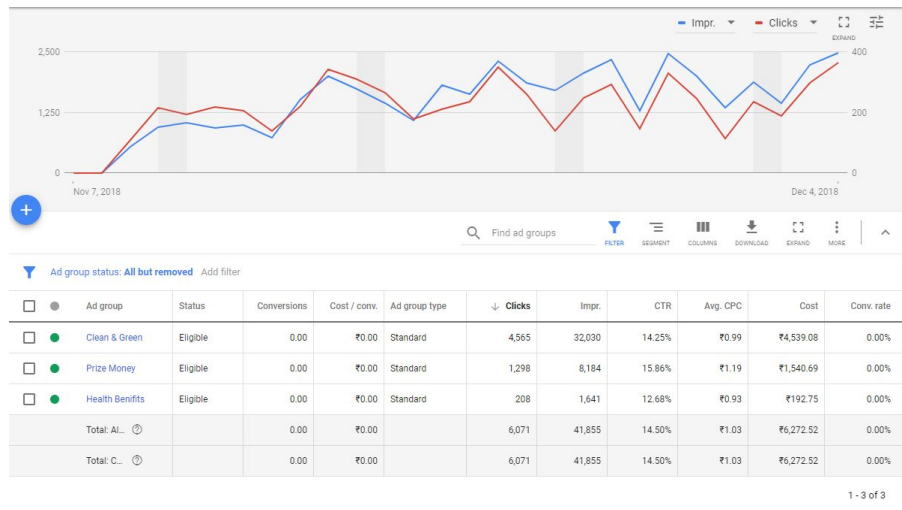 Impr. Clicks
EXPAND
2,500 400
1,250 200
0 0
Nov 7, 2018 Dec 4, 2018
+
Find ad groups FILTER SEGMENT COLUMNS DOWNLOAD EXPAND MORE
Ad group status: All but removed Add filter
Ad group Status Conversions Cost / conv. Ad group type Clicks Impr. CTR Avg. CPC Cost Conv. rate
Clean & Green Eligible 0.00 ₹0.00 Standard 4,565 32,030 14.25% ₹0.99 ₹4,539.08 0.00%
Prize Money Eligible 0.00 ₹0.00 Standard 1,298 8,184 15.86% ₹1.19 ₹1,540.69 0.00%
Health Benifits Eligible 0.00 ₹0.00 Standard 208 1,641 12.68% ₹0.93 ₹192.75 0.00%
Total: Al... 0.00 ₹0.00 6,071 41,855 14.50% ₹1.03 ₹6,272.52 0.00%
Total: C... 0.00 ₹0.00 6,071 41,855 14.50% ₹1.03 ₹6,272.52 0.00%
1 - 3 of 3